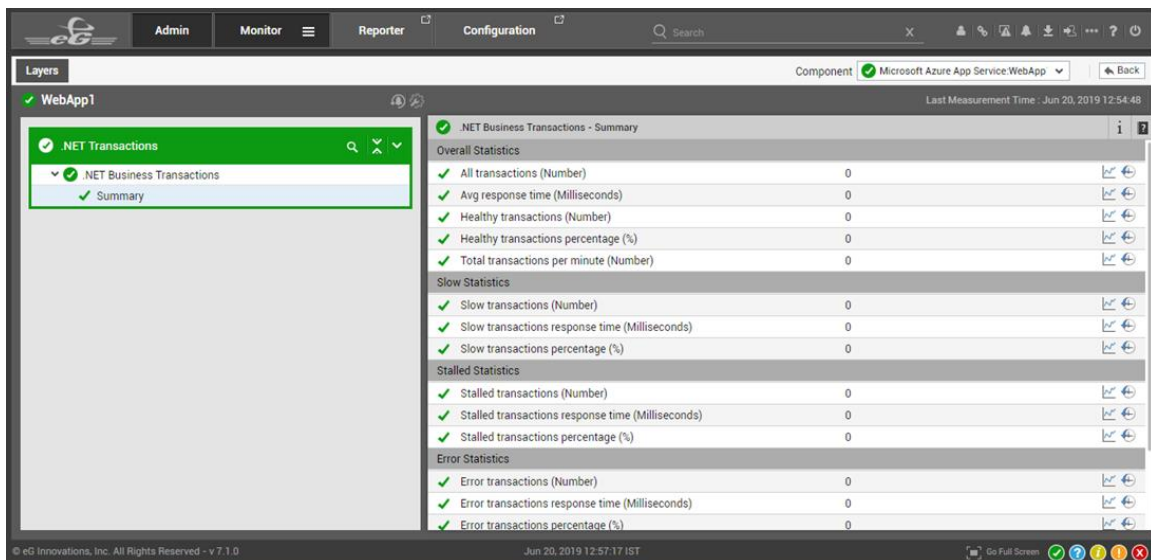 eG
Admin
Monitor
Reporter
Configuration
Search
X
?
Layers
Component
Microsoft Azure App Service:WebApp
Back
WebApp1
Last Measurement Time : Jun 20, 2019 12:54:48
.NET Transactions
.NET Business Transactions
Summary
.NET Business Transactions - Summary
i
?
Overall Statistics
All transactions (Number) 0
Avg response time (Milliseconds) 0
Healthy transactions (Number) 0
Healthy transactions percentage (%) 0
Total transactions per minute (Number) 0
Slow Statistics
Slow transactions (Number) 0
Slow transactions response time (Milliseconds) 0
Slow transactions percentage (%) 0
Stalled Statistics
Stalled transactions (Number) 0
Stalled transactions response time (Milliseconds) 0
Stalled transactions percentage (%) 0
Error Statistics
Error transactions (Number) 0
Error transactions response time (Milliseconds) 0
Error transactions percentage (%) 0
© eG Innovations, Inc. All Rights Reserved - v 7.1.0
Jun 20, 2019 12:57:17 IST
Go Full Screen